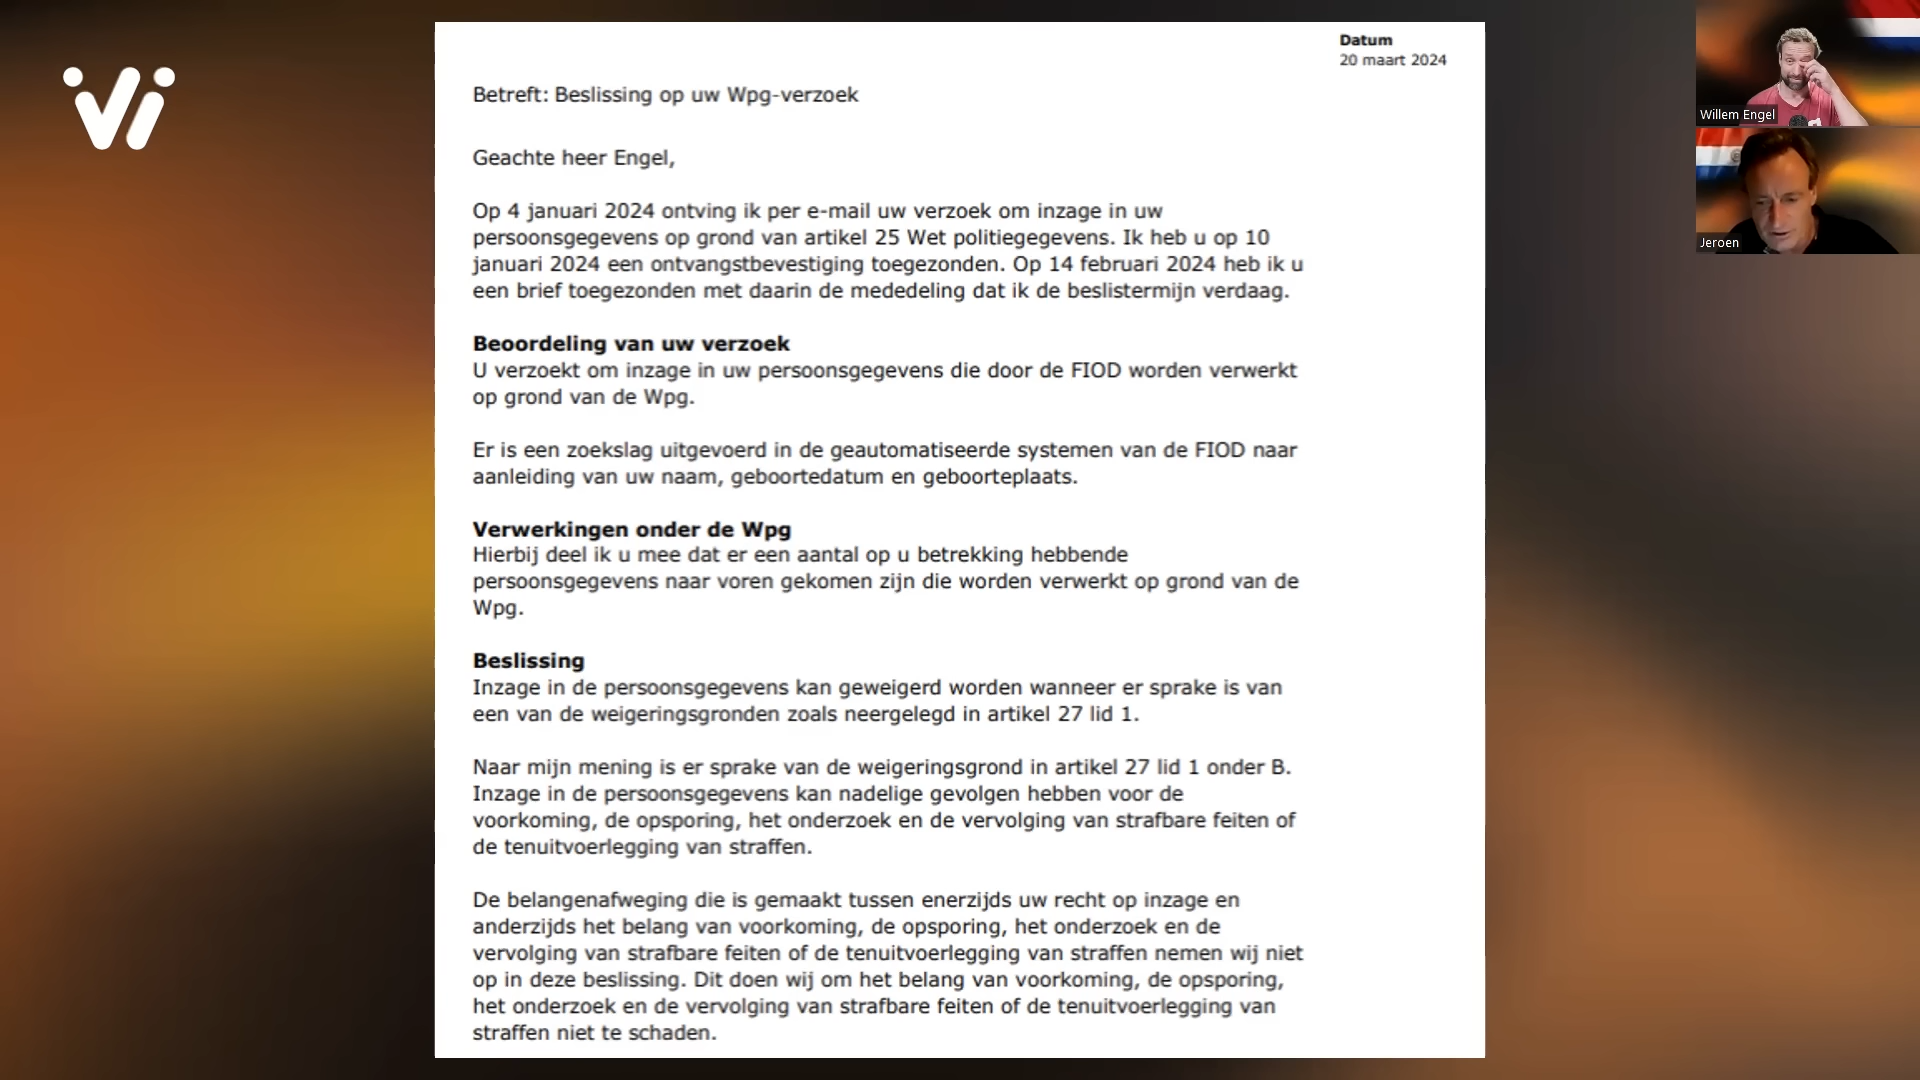 Datum
20 maart 2024
Betreft: Beslissing op uw Wpg-verzoek
Geachte heer Engel,
Op 4 januari 2024 ontving ik per e-mail uw verzoek om inzage in uw
persoonsgegevens op grond van artikel 25 Wet politiegegevens. Ik heb u op 10
januari 2024 een ontvangstbevestiging toegezonden. Op 14 februari 2024 heb ik u
een brief toegezonden met daarin de mededeling dat ik de beslistermijn verdaag.
Beoordeling van uw verzoek
U verzoekt om inzage in uw persoonsgegevens die door de FIOD worden verwerkt
op grond van de Wpg.
Er is een zoekslag uitgevoerd in de geautomatiseerde systemen van de FIOD naar
aanleiding van uw naam, geboortedatum en geboorteplaats.
Verwerkingen onder de Wpg
Hierbij deel ik u mee dat er een aantal op u betrekking hebbende
persoonsgegevens naar voren gekomen zijn die worden verwerkt op grond van de
Wpg.
Beslissing
Inzage in de persoonsgegevens kan geweigerd worden wanneer er sprake is van
een van de weigeringsgronden zoals neergelegd in artikel 27 lid 1.
Naar mijn mening is er sprake van de weigeringsgrond in artikel 27 lid 1 onder B.
Inzage in de persoonsgegevens kan nadelige gevolgen hebben voor de
voorkoming, de opsporing, het onderzoek en de vervolging van strafbare feiten of
de tenuitvoerlegging van straffen.
De belangenafweging die is gemaakt tussen enerzijds uw recht op inzage en
anderzijds het belang van voorkoming, de opsporing, het onderzoek en de
vervolging van strafbare feiten of de tenuitvoerlegging van straffen nemen wij niet
op in deze beslissing. Dit doen wij om het belang van voorkoming, de opsporing,
het onderzoek en de vervolging van strafbare feiten of de tenuitvoerlegging van
straffen niet te schaden.
Willem Engel
Jeroen